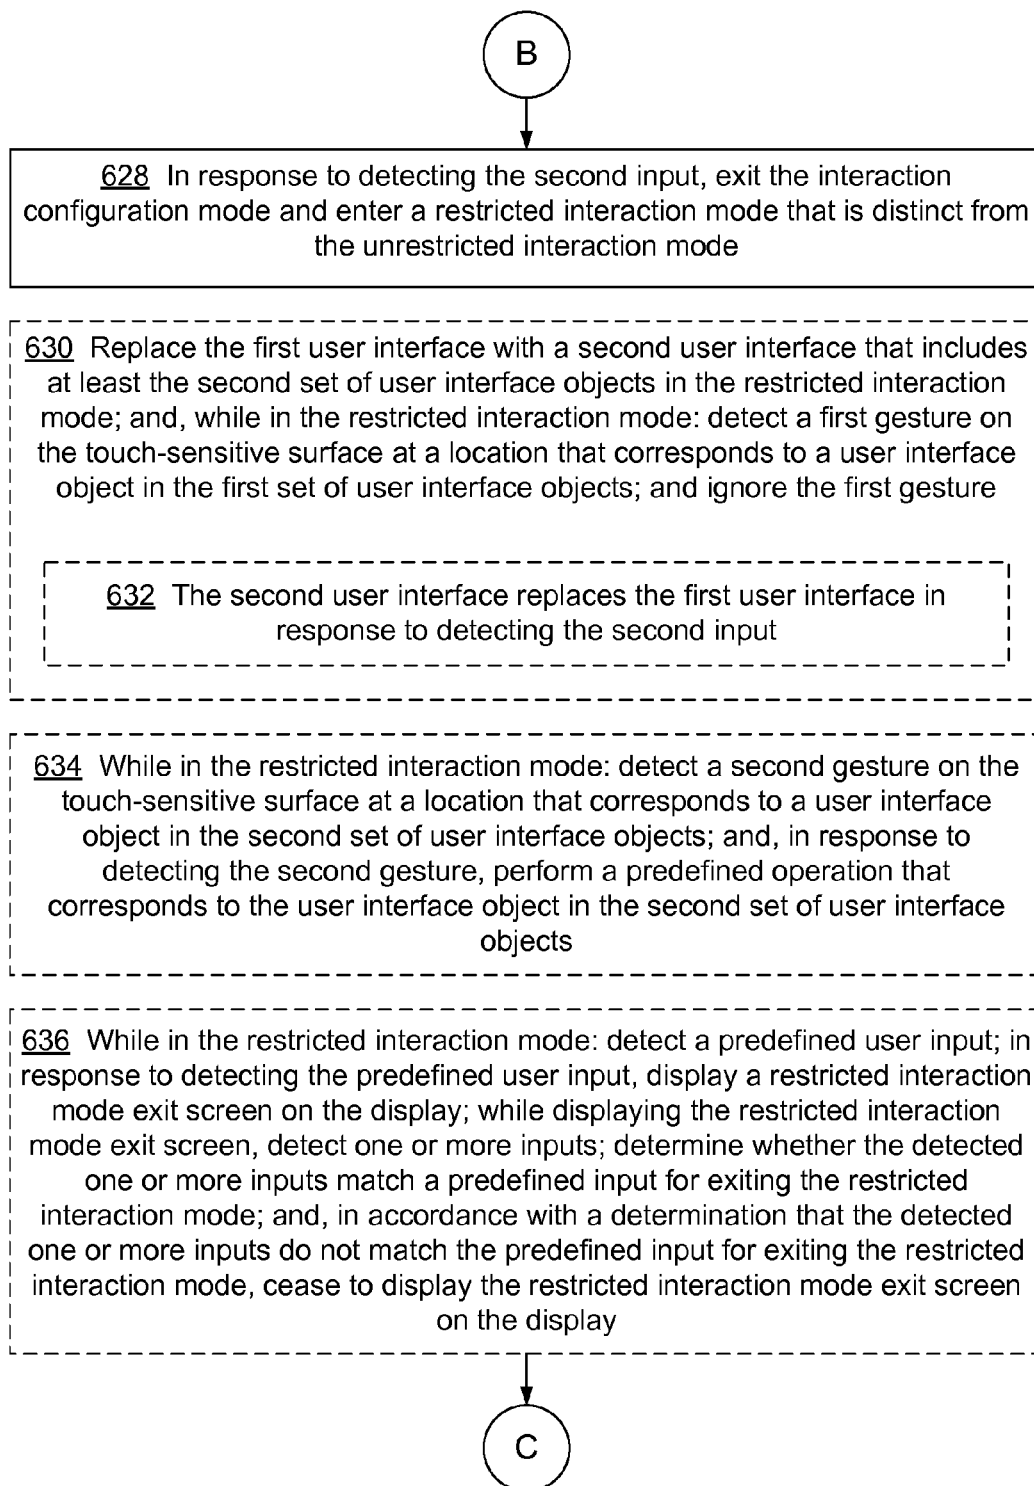 B
628 In response to detecting the second input, exit the interaction
configuration mode and enter a restricted interaction mode that is distinct from
the unrestricted interaction mode
630 Replace the first user interface with a second user interface that includes
at least the second set of user interface objects in the restricted interaction
mode; and, while in the restricted interaction mode: detect a first gesture on
the touch-sensitive surface at a location that corresponds to a user interface
object in the first set of user interface objects; and ignore the first gesture
632 The second user interface replaces the first user interface in
response to detecting the second input
634 While in the restricted interaction mode: detect a second gesture on the
touch-sensitive surface at a location that corresponds to a user interface
object in the second set of user interface objects; and, in response to
detecting the second gesture, perform a predefined operation that
corresponds to the user interface object in the second set of user interface
objects
636 While in the restricted interaction mode: detect a predefined user input; in
response to detecting the predefined user input, display a restricted interaction
mode exit screen on the display; while displaying the restricted interaction
mode exit screen, detect one or more inputs; determine whether the detected
one or more inputs match a predefined input for exiting the restricted
interaction mode; and, in accordance with a determination that the detected
one or more inputs do not match the predefined input for exiting the restricted
interaction mode, cease to display the restricted interaction mode exit screen
on the display
C